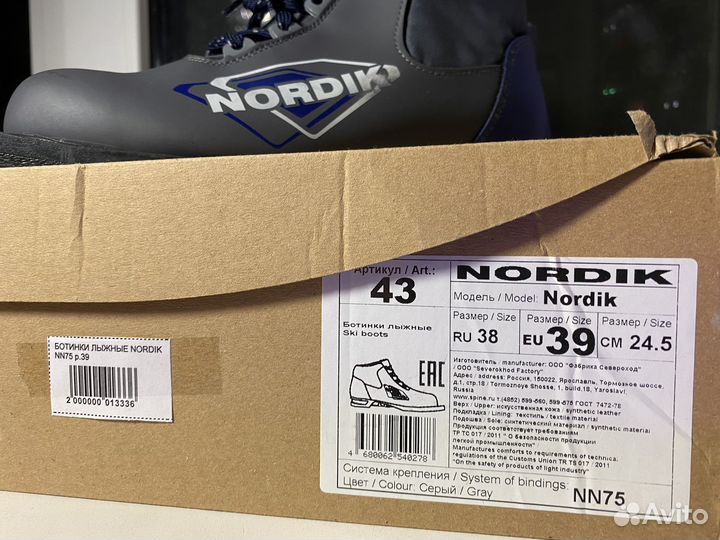 NORDIK
БОТИНКИ ЛЫЖНЫЕ NORDIK
NN75 р.39
2 000000 013336
Артикул / Art.:
43
Ботинки лыжные
Ski boots
EAC
4 680062 540278
NORDIK
Модель / Model: Nordik
Размер / Size Размер / Size Размер / Size
RU 38 EU 39 CM 24.5
Изготовитель / manufacturer: ООО "Фабрика Североход"
/ ООО "Severokhod Factory"
Адрес / address: Россия, 150022, Ярославль, Тормозное шоссе,
д.1, стр.18 / Tormoznoye Shosse, 1, build.18, Yaroslavl
Russia
www.spine.ru т.(4852) 599-560, 599-575 ГОСТ 7472-78
Верх / Upper: искусственная кожа / synthetic leather
Подкладка / Lining: текстиль / textile material
Подошва / Sole: синтетический материал / synthetic material
Продукция соответствует требованиям
ТР ТС 017 / 2011 "О безопасности продукции
легкой промышленности"
Manufactures comforms to requirements of technical
regulations of the Customs Union TR TS 017 / 2011
"On the safety of products of light industry"
Система крепления / System of bindings: NN75
Цвет / Colour: Серый / Gray
Avito